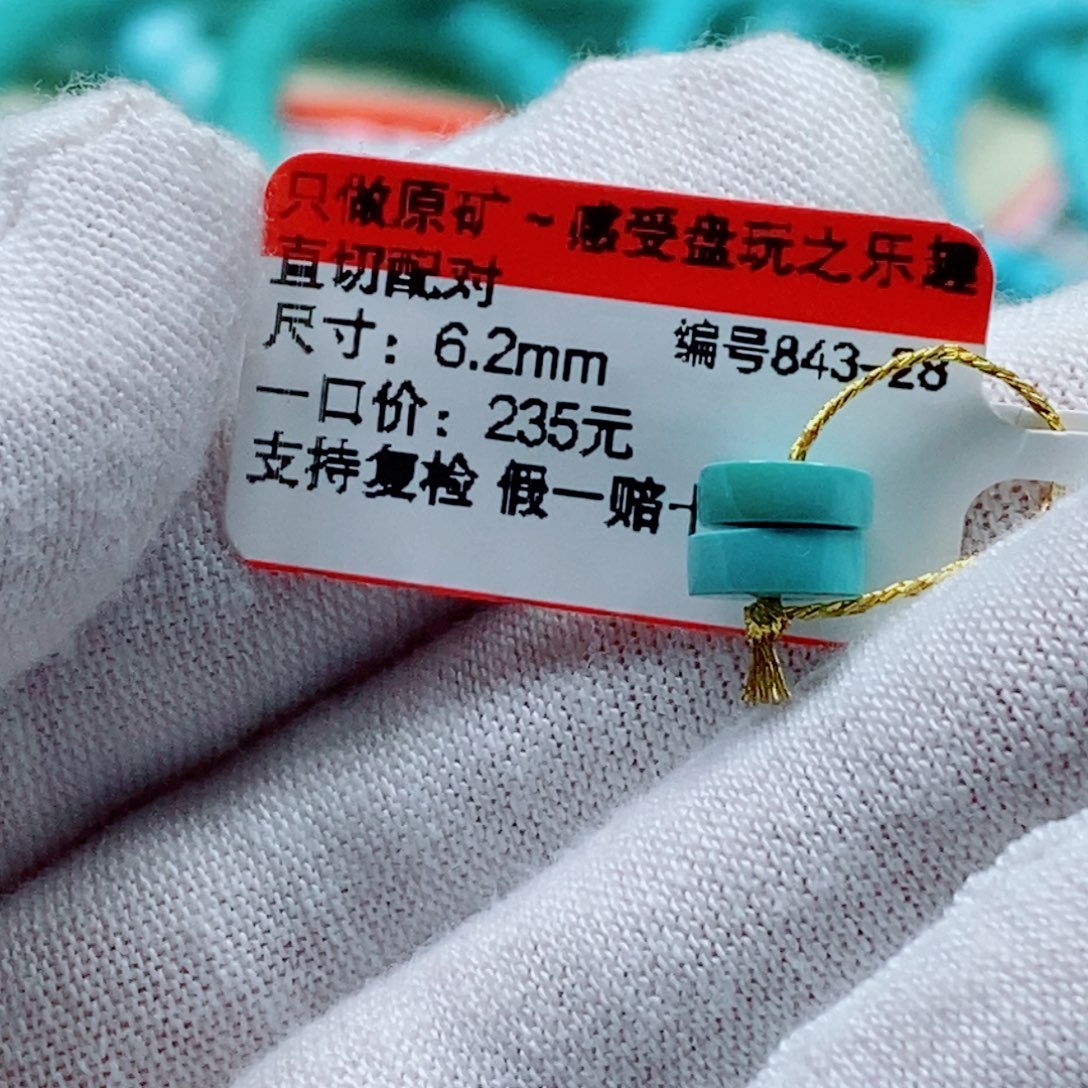 只做原矿~感受盘玩之乐趣
直切配对
尺寸：6.2mm 编号843-28
一口价：235元
支持复检 假一赔